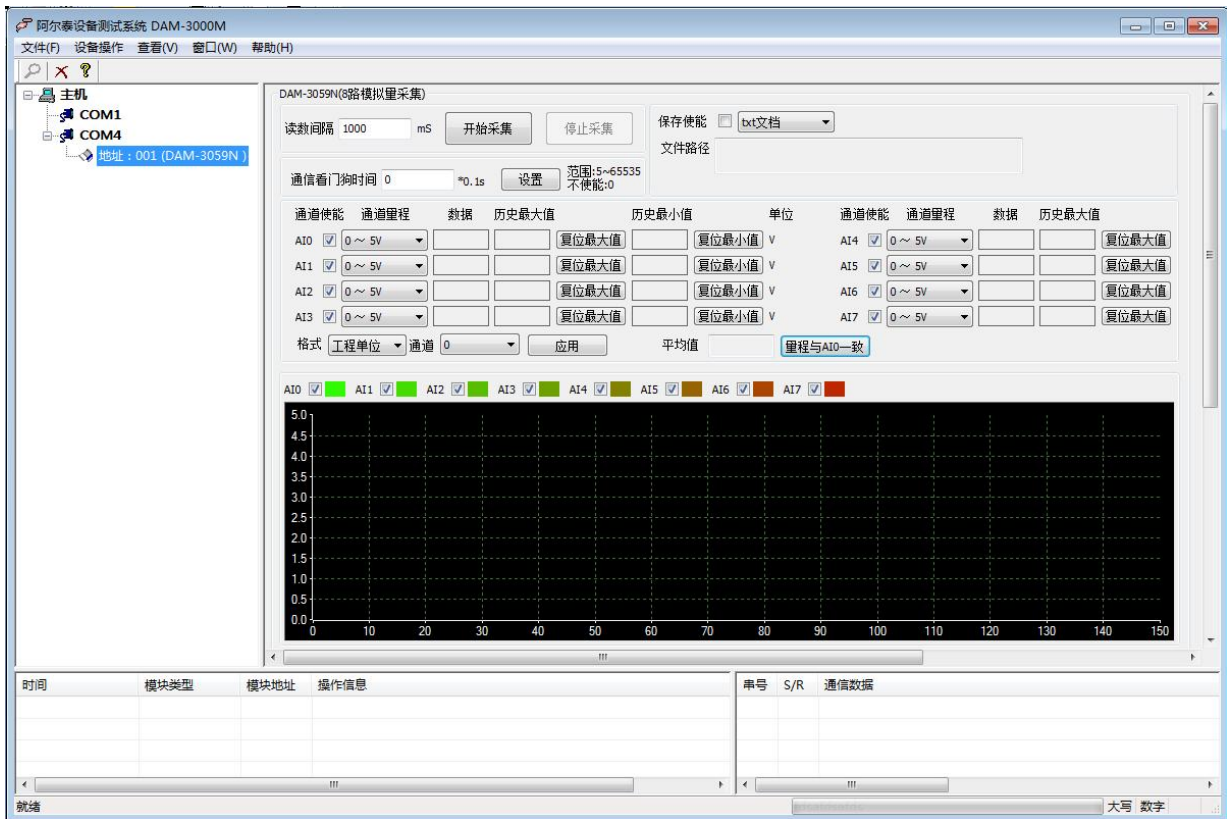 阿尔泰设备测试系统 DAM-3000M
文件(F) 设备操作 查看(V) 窗口(W) 帮助(H)
主机
COM1
COM4
地址：001 (DAM-3059N )
DAM-3059N(8路模拟量采集)
读数间隔 1000 mS 开始采集 停止采集
保存使能 txt文档
文件路径
通信看门狗时间 0 *0.1s 设置 范围:5~65535
不使能:0
通道使能 通道里程 数据 历史最大值 历史最小值 单位 通道使能 通道里程 数据 历史最大值
AI0 0～ 5V 复位最大值 复位最小值 V AI4 0～ 5V 复位最大值
AI1 0～ 5V 复位最大值 复位最小值 V AI5 0～ 5V 复位最大值
AI2 0～ 5V 复位最大值 复位最小值 V AI6 0～ 5V 复位最大值
AI3 0～ 5V 复位最大值 复位最小值 V AI7 0～ 5V 复位最大值
格式 工程单位 通道 0 应用 平均值 里程与AI0一致
AI0 AI1 AI2 AI3 AI4 AI5 AI6 AI7
5.0
4.5
4.0
3.5
3.0
2.5
2.0
1.5
1.0
0.5
0.0
0 10 20 30 40 50 60 70 80 90 100 110 120 130 140 150
时间 模块类型 模块地址 操作信息
串号 S/R 通信数据
就绪
大写 数字